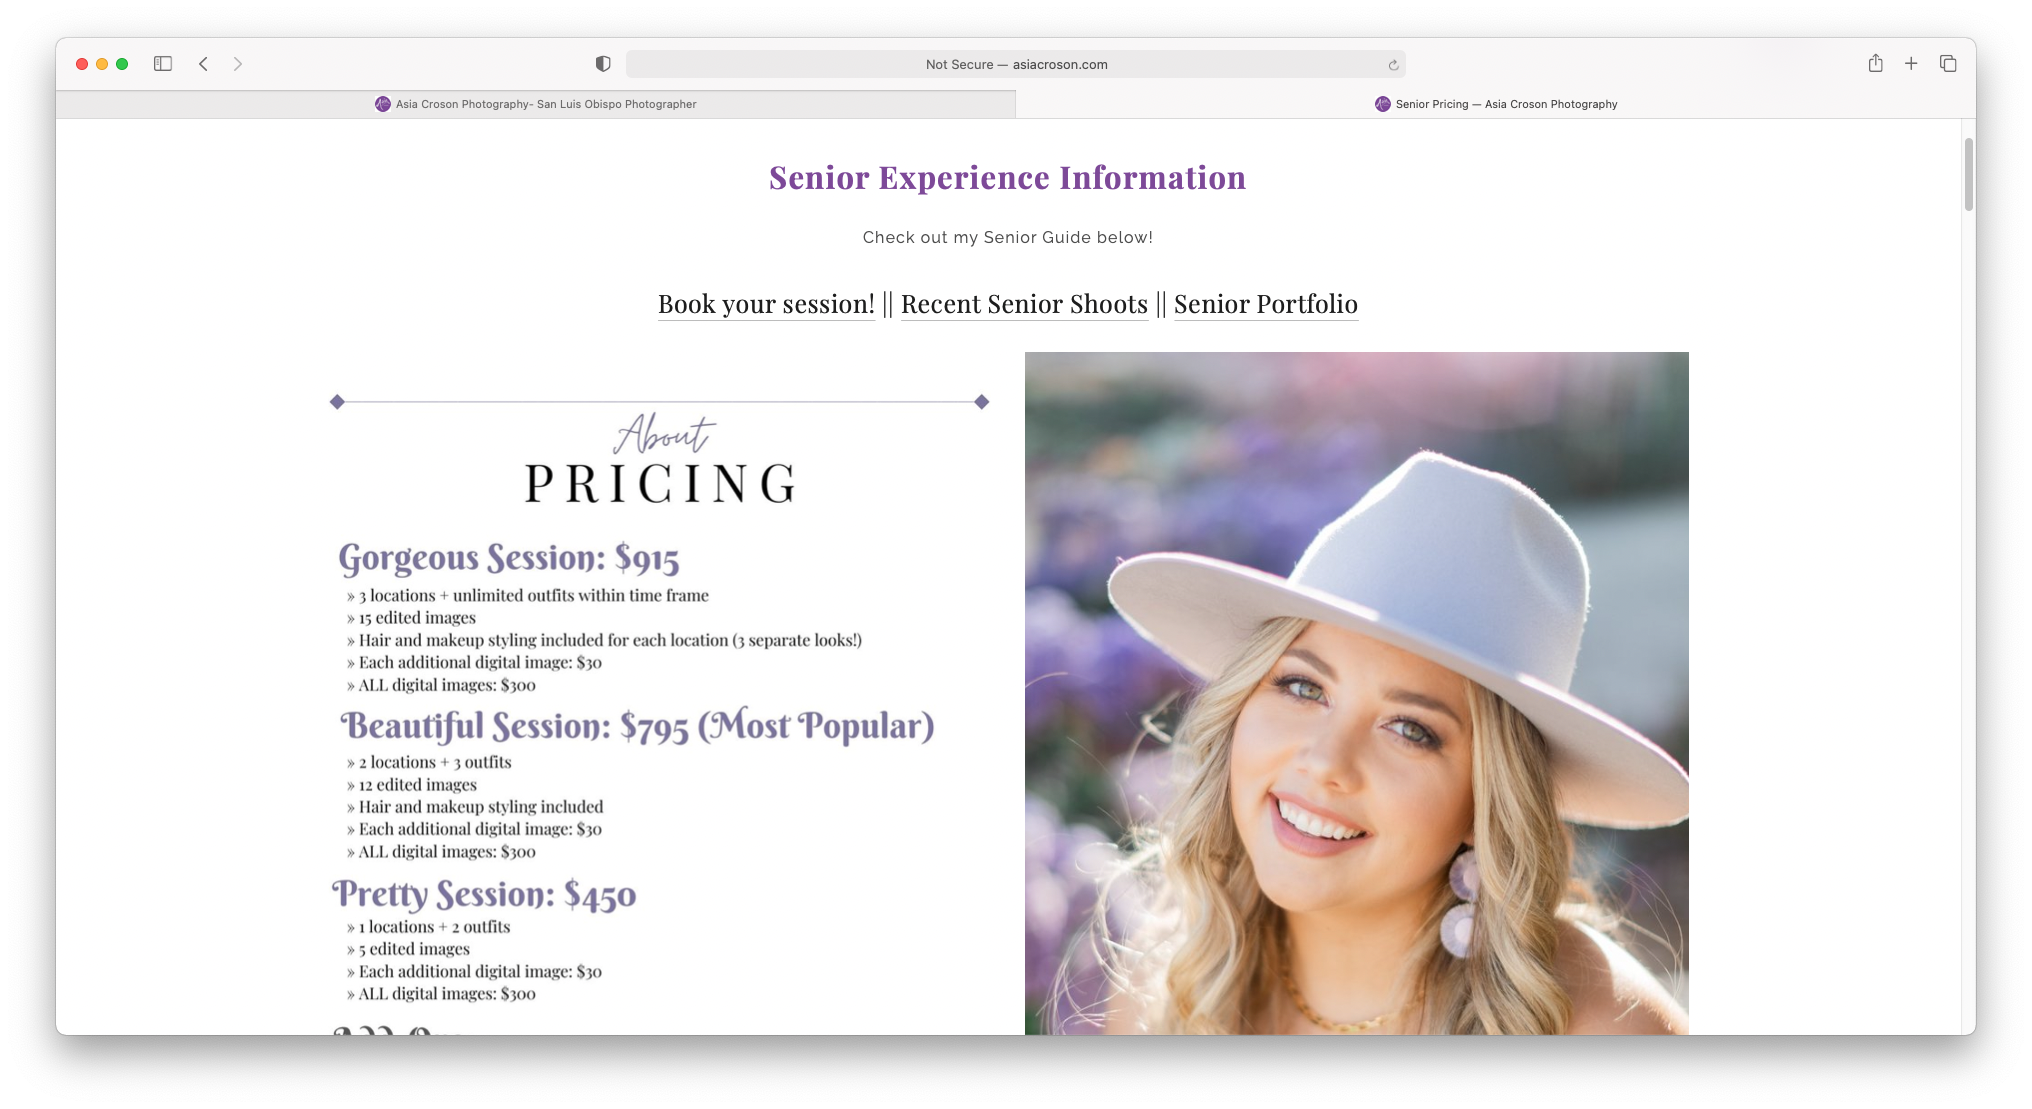 Not Secure — asiacroson.com
Asia Croson Photography- San Luis Obispo Photographer
Senior Pricing — Asia Croson Photography
Senior Experience Information
Check out my Senior Guide below!
Book your session! || Recent Senior Shoots || Senior Portfolio
About
PRICING
Gorgeous Session: $915
» 3 locations + unlimited outfits within time frame
» 15 edited images
» Hair and makeup styling included for each location (3 separate looks!)
» Each additional digital image: $30
» ALL digital images: $300
Beautiful Session: $795 (Most Popular)
» 2 locations + 3 outfits
» 12 edited images
» Hair and makeup styling included
» Each additional digital image: $30
» ALL digital images: $300
Pretty Session: $450
» 1 locations + 2 outfits
» 5 edited images
» Each additional digital image: $30
» ALL digital images: $300